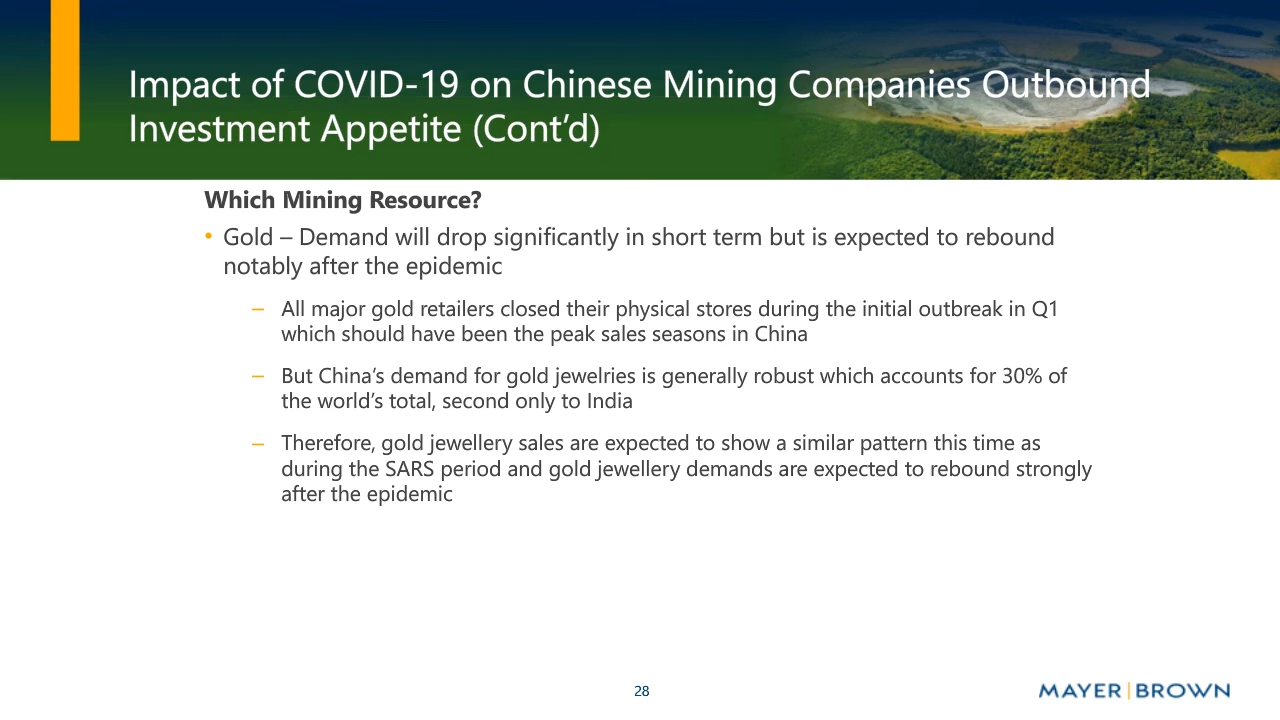 Impact of COVID-19 on Chinese Mining Companies Outbound
Investment Appetite (Cont’d)
Which Mining Resource?
• Gold – Demand will drop significantly in short term but is expected to rebound
notably after the epidemic
– All major gold retailers closed their physical stores during the initial outbreak in Q1
which should have been the peak sales seasons in China
– But China’s demand for gold jewelries is generally robust which accounts for 30% of
the world’s total, second only to India
– Therefore, gold jewellery sales are expected to show a similar pattern this time as
during the SARS period and gold jewellery demands are expected to rebound strongly
after the epidemic
28
MAYER | BROWN